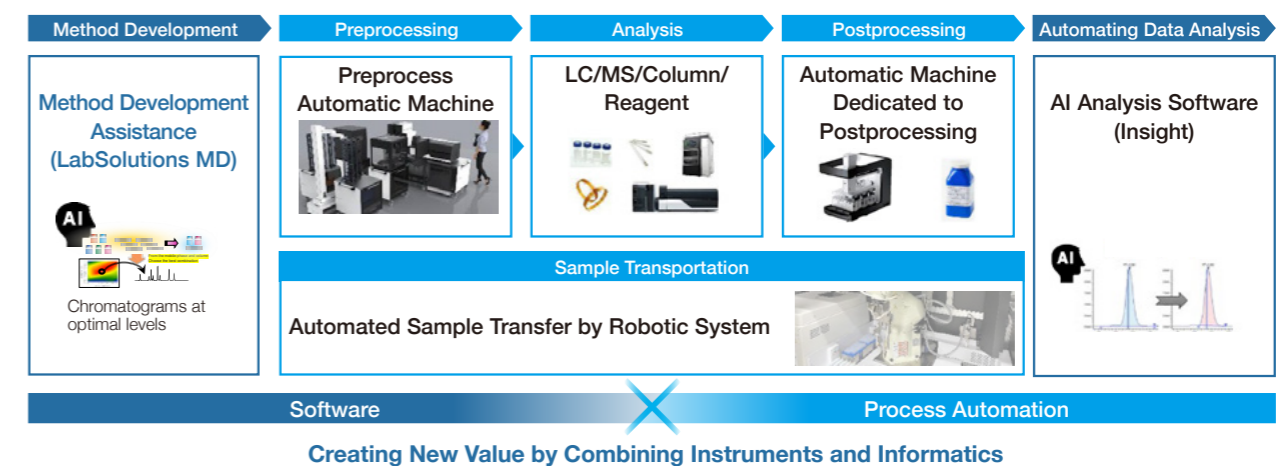 Method Development
Preprocessing
Analysis
Postprocessing
Automating Data Analysis
Method Development
Assistance
(LabSolutions MD)
AI
Chromatograms at
optimal levels
Preprocess
Automatic Machine
LC/MS/Column/
Reagent
Automatic Machine
Dedicated to
Postprocessing
Sample Transportation
Automated Sample Transfer by Robotic System
AI Analysis Software
(Insight)
AI
Software
Process Automation
Creating New Value by Combining Instruments and Informatics